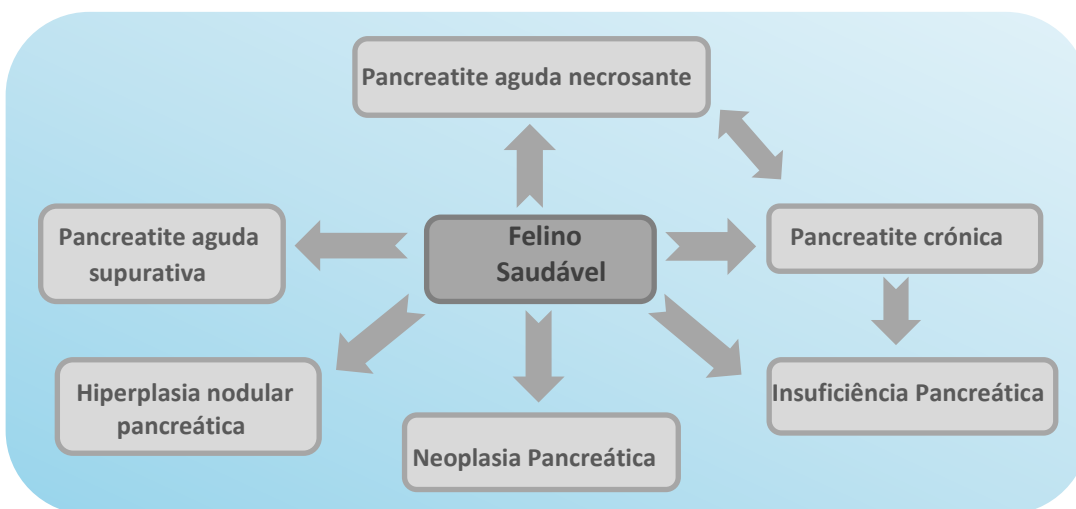 Pancreatite aguda necrosante
Pancreatite aguda
supurativa
Felino
Saudável
Pancreatite crónica
Hiperplasia nodular
pancreática
Neoplasia Pancreática
Insuficiência Pancreática